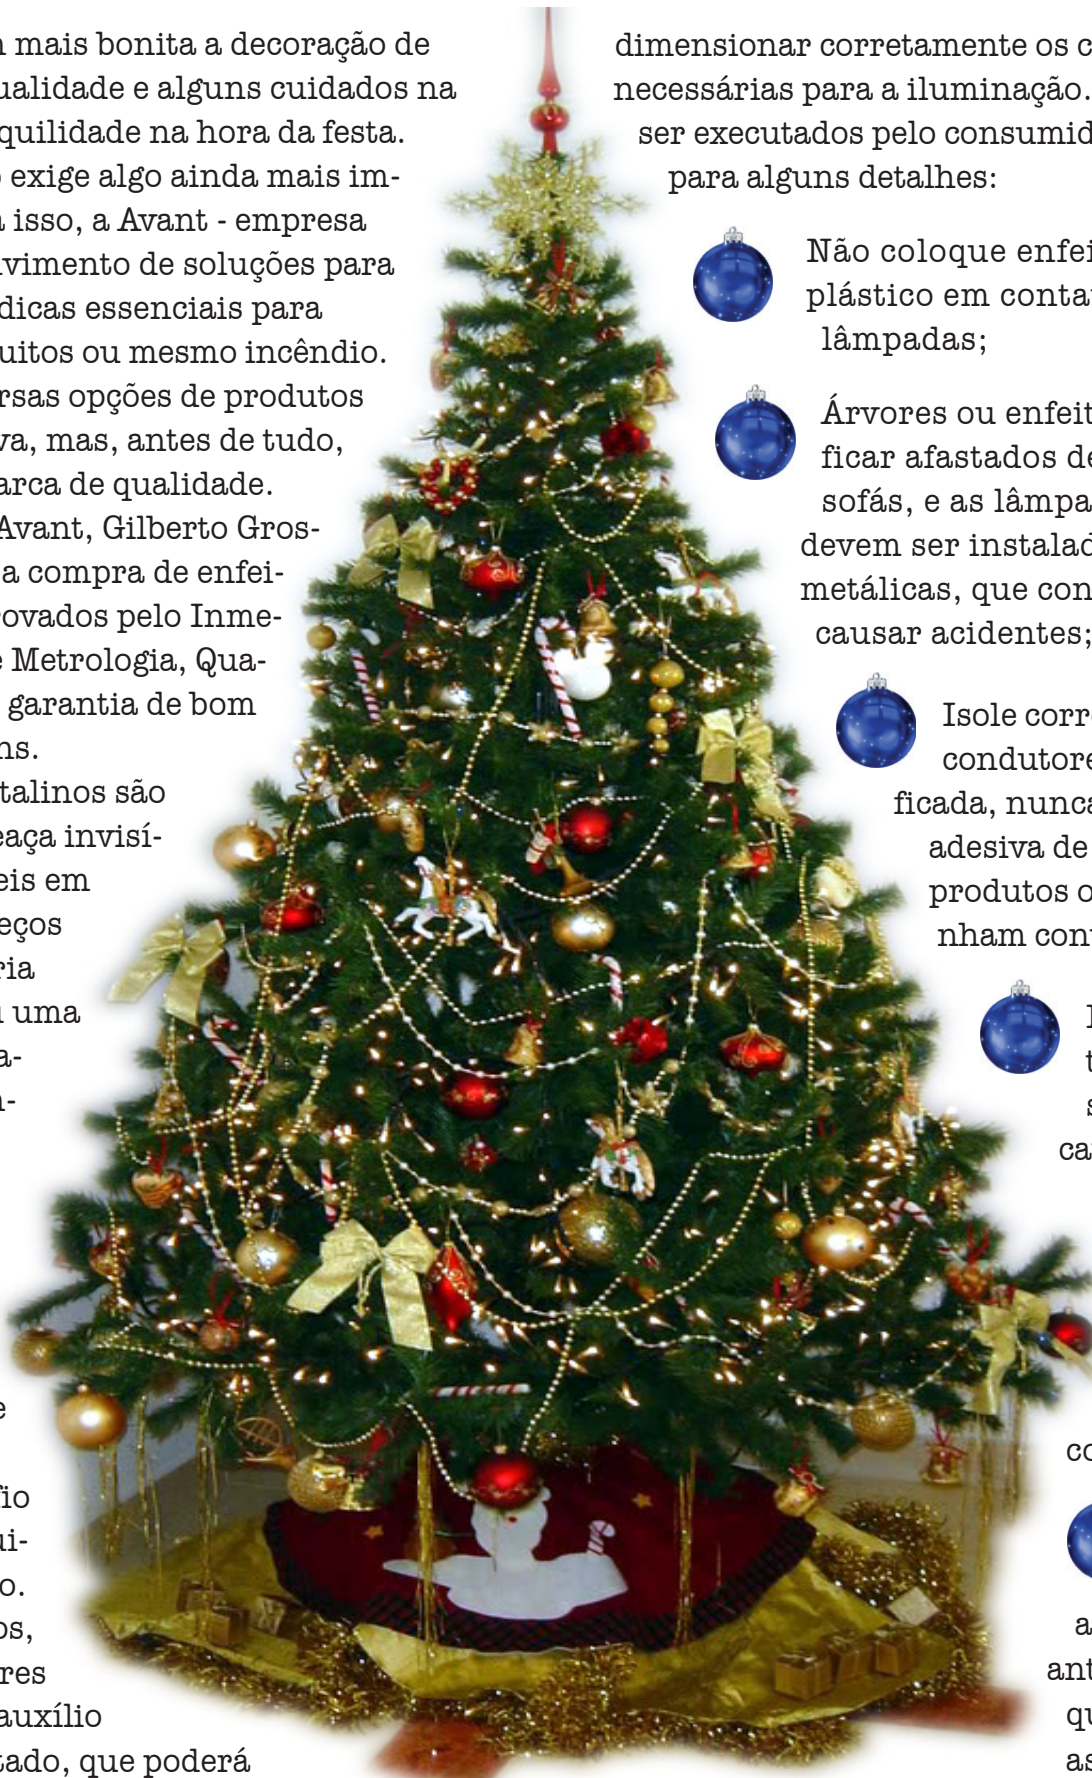 mais bonita a decoração de
ualidade e alguns cuidados na
quilidade na hora da festa.
exige algo ainda mais im-
isso, a Avant - empresa
vimento de soluções para
dicas essenciais para
uitos ou mesmo incêndio.
rsas opções de produtos
va, mas, antes de tudo,
arca de qualidade.
Avant, Gilberto Gros-
a compra de enfei-
ovados pelo Inme-
e Metrologia, Qua-
garantia de bom
ns.
talinos são
eaça invisí-
eis em
eços
ria
uma
a-
n-
e
fio
ui-
o.
os,
res
auxílio
tado, que poderá
dimensionar corretamente os c
necessárias para a iluminação.
ser executados pelo consumid
para alguns detalhes:
Não coloque enfei
plástico em conta
lâmpadas;
Árvores ou enfeit
ficar afastados de
sofás, e as lâmpa
devem ser instalad
metálicas, que con
causar acidentes;
Isole corr
condutore
ficada, nunca
adesiva de
produtos o
nham con
t
s
ca
co
a
ant
qu
as